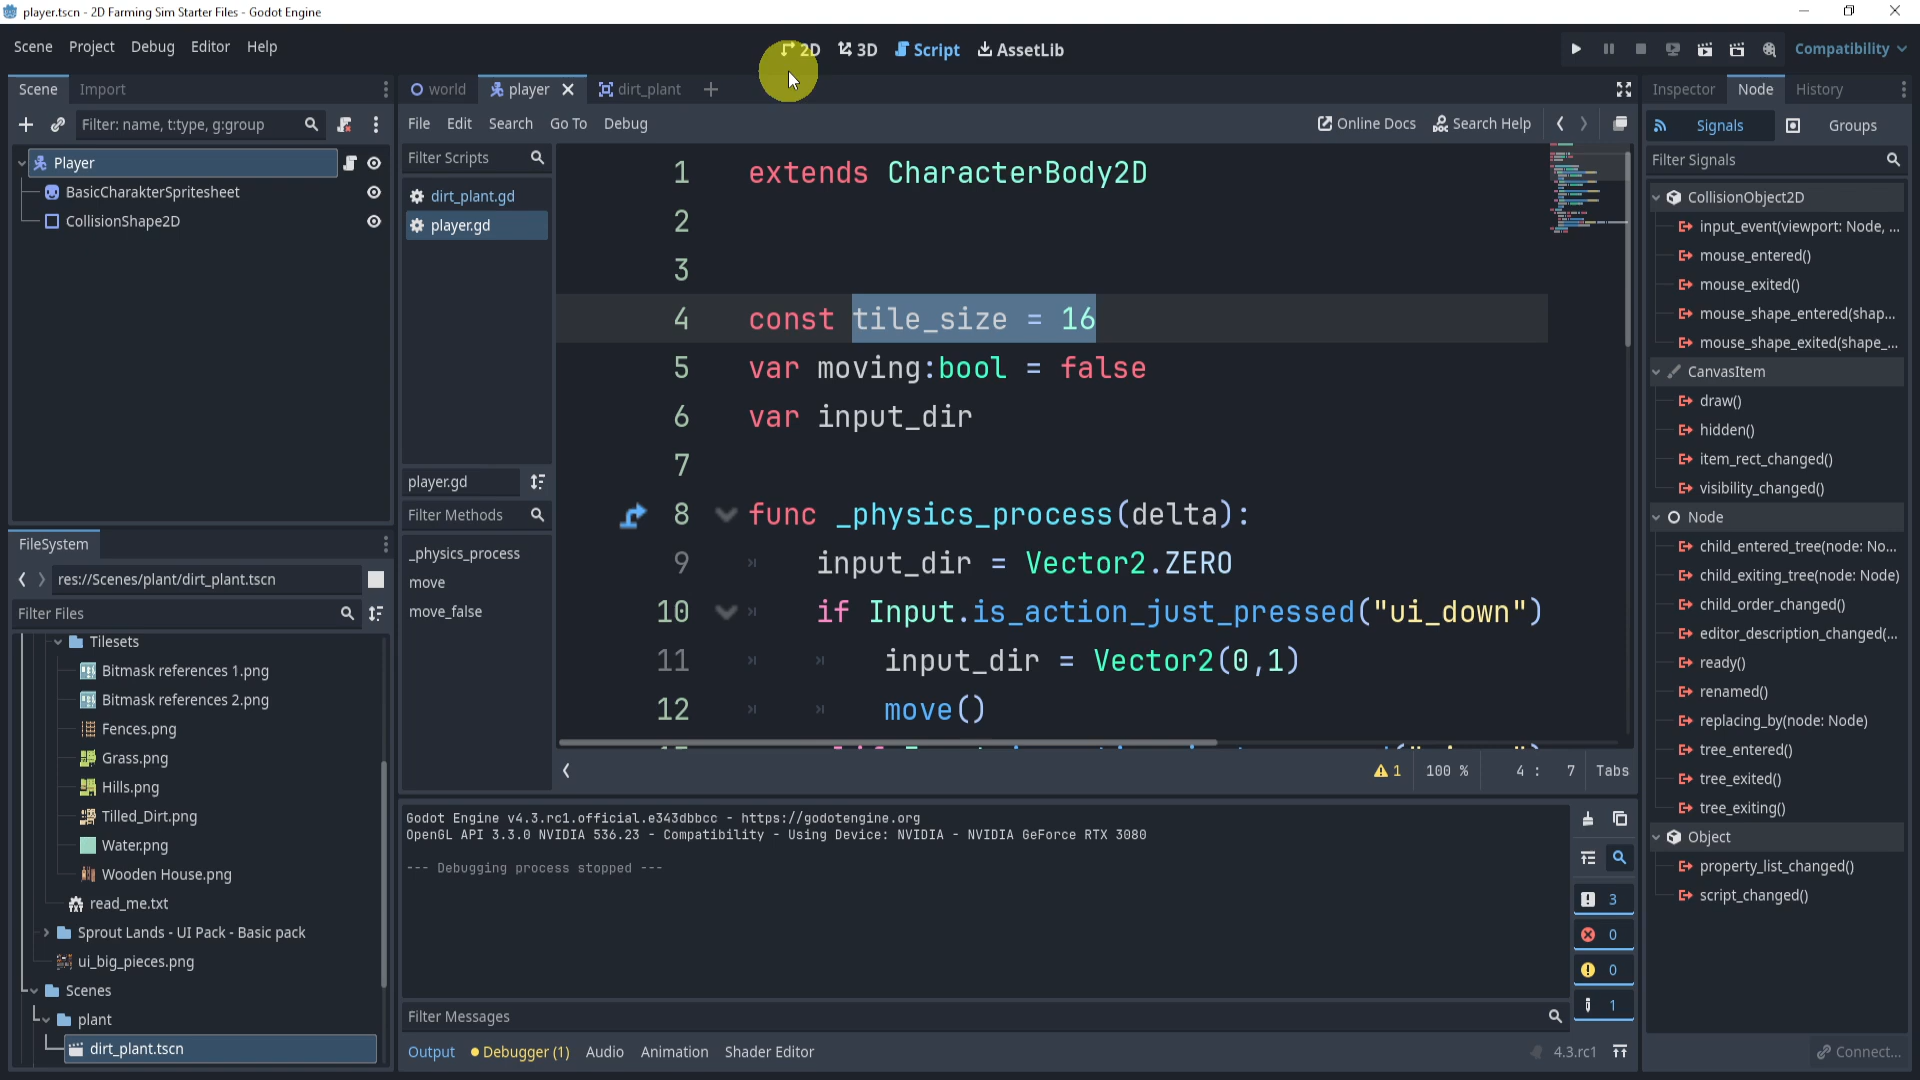 player.tscn - 2D Farming Sim Starter Files - Godot Engine
Scene Project Debug Editor Help
2D 3D Script AssetLib
Compatibility
Scene Import
world player dirt_plant
Inspector Node History
Filter: name, t:type, g:group
File Edit Search Go To Debug
Online Docs Search Help
Signals Groups
Player
BasicCharakterSpritesheet
CollisionShape2D
Filter Scripts
dirt_plant.gd
player.gd
player.gd
Filter Methods
_physics_process
move
move_false
1 extends CharacterBody2D
2
3
4 const tile_size = 16
5 var moving:bool = false
6 var input_dir
7
8 func _physics_process(delta):
9 input_dir = Vector2.ZERO
10 if Input.is_action_just_pressed("ui_down")
11 input_dir = Vector2(0,1)
12 move()
1 100 % 4 : 7 Tabs
Filter Signals
CollisionObject2D
input_event(viewport: Node, ...
mouse_entered()
mouse_exited()
mouse_shape_entered(shap...
mouse_shape_exited(shape_...
CanvasItem
draw()
hidden()
item_rect_changed()
visibility_changed()
Node
child_entered_tree(node: No...
child_exiting_tree(node: Node)
child_order_changed()
editor_description_changed(...
ready()
renamed()
replacing_by(node: Node)
tree_entered()
tree_exited()
tree_exiting()
Object
property_list_changed()
script_changed()
Connect...
FileSystem
res://Scenes/plant/dirt_plant.tscn
Filter Files
Tilesets
Bitmask references 1.png
Bitmask references 2.png
Fences.png
Grass.png
Hills.png
Tilled_Dirt.png
Water.png
Wooden House.png
read_me.txt
Sprout Lands - UI Pack - Basic pack
ui_big_pieces.png
Scenes
plant
dirt_plant.tscn
Godot Engine v4.3.rc1.official.e343dbbcc - https://godotengine.org
OpenGL API 3.3.0 NVIDIA 536.23 - Compatibility - Using Device: NVIDIA - NVIDIA GeForce RTX 3080
--- Debugging process stopped ---
3
0
0
1
Filter Messages
Output Debugger (1) Audio Animation Shader Editor
4.3.rc1